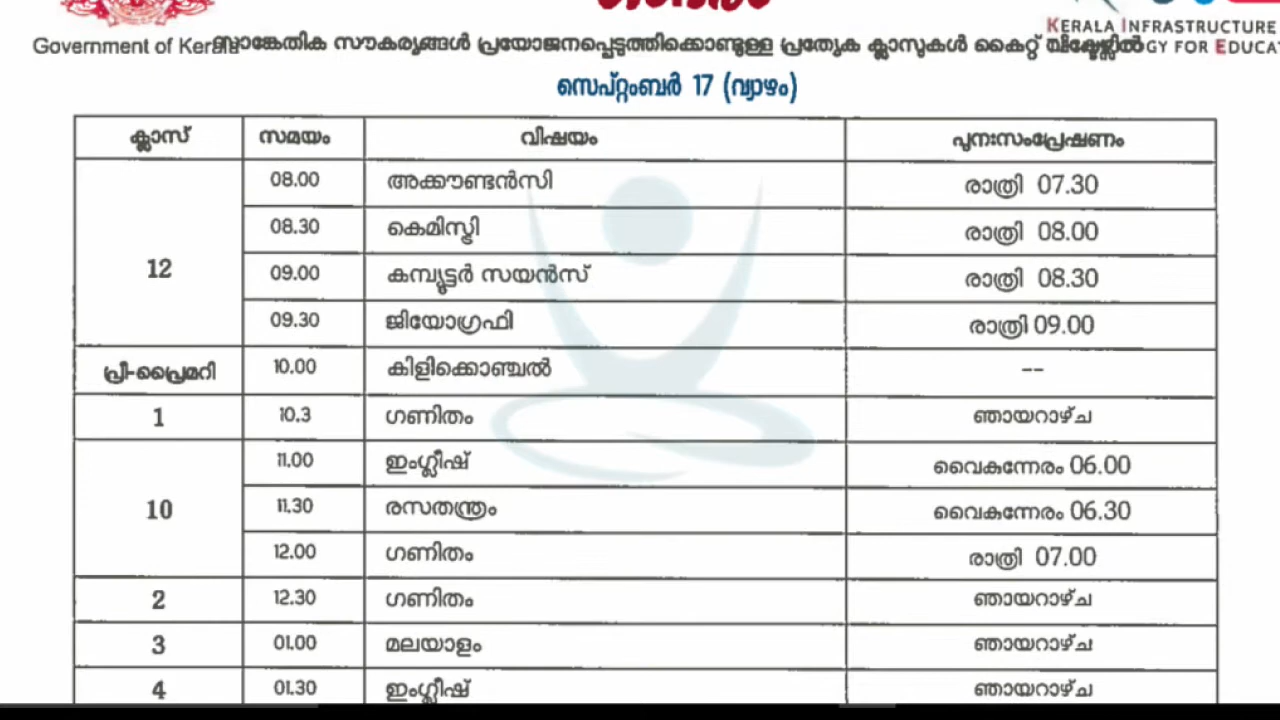 Government of Kerala
സാങ്കേതിക സൗകര്യങ്ങൾ പ്രയോജനപ്പെടുത്തിക്കൊണ്ടുള്ള പ്രത്യേക ക്ലാസുകൾ കൈറ്റ് വിക്ടേഴ്സിൽ
KERALA INFRASTRUCTURE
GY FOR EDUCA
സെപ്റ്റംബർ 17 (വ്യാഴം)
ക്ലാസ് സമയം വിഷയം പുനഃസംപ്രേഷണം
12
08.00 അക്കൗണ്ടൻസി രാത്രി 07.30
08.30 കെമിസ്ട്രി രാത്രി 08.00
09.00 കമ്പ്യൂട്ടർ സയൻസ് രാത്രി 08.30
09.30 ജിയോഗ്രഫി രാത്രി 09.00
പ്രീ-പ്രൈമറി 10.00 കിളിക്കൊഞ്ചൽ --
1 10.3 ഗണിതം ഞായറാഴ്ച
10
11.00 ഇംഗ്ലീഷ് വൈകുന്നേരം 06.00
11.30 രസതന്ത്രം വൈകുന്നേരം 06.30
12.00 ഗണിതം രാത്രി 07.00
2 12.30 ഗണിതം ഞായറാഴ്ച
3 01.00 മലയാളം ഞായറാഴ്ച
4 01.30 ഇംഗ്ലീഷ് ഞായറാഴ്ച